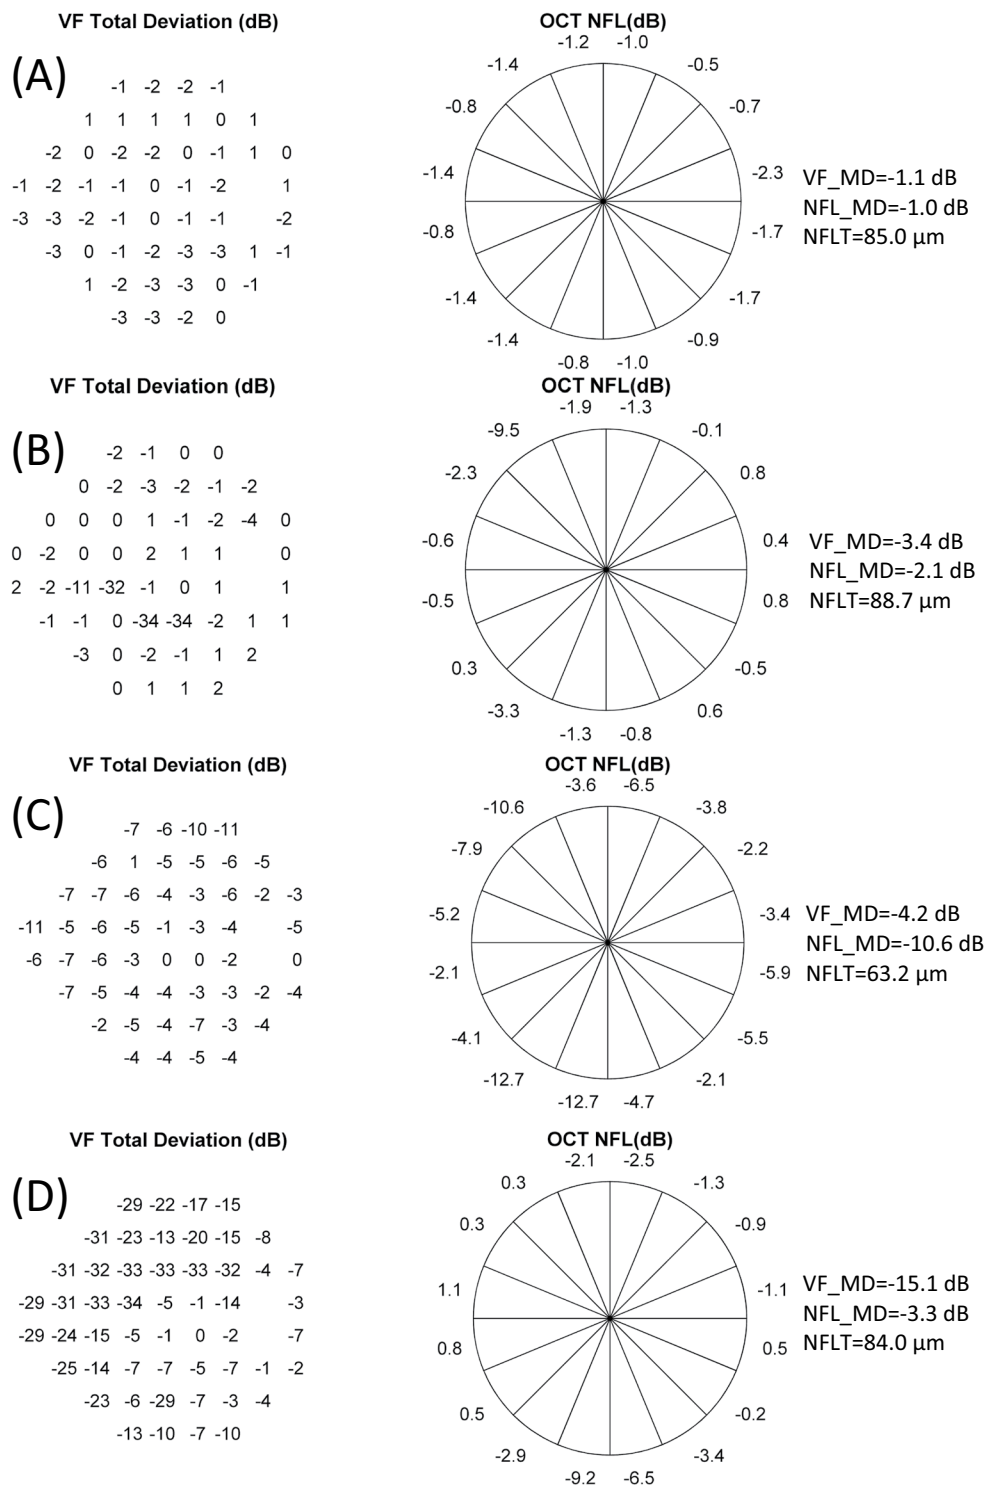 VF Total Deviation (dB)
OCT NFL(dB)
(A)
-1 -2 -2 -1
1 1 1 1 0 1
-2 0 -2 -2 0 -1 1 0
-1 -2 -1 -1 0 -1 -2 1
-3 -3 -2 -1 0 -1 -1 -2
-3 0 -1 -2 -3 -3 1 -1
1 -2 -3 -3 0 -1
-3 -3 -2 0
-1.2 -1.0
-1.4 -0.5
-0.8 -0.7
-1.4 -2.3
-0.8 -1.7
-1.4 -1.7
-1.4 -0.9
-0.8 -1.0
VF_MD=-1.1 dB
NFL_MD=-1.0 dB
NFLT=85.0 µm
VF Total Deviation (dB)
OCT NFL(dB)
(B)
-2 -1 0 0
0 -2 -3 -2 -1 -2
0 0 0 1 -1 -2 -4 0
0 -2 0 0 2 1 1 0
2 -2 -11 -32 -1 0 1 1
-1 -1 0 -34 -34 -2 1 1
-3 0 -2 -1 1 2
0 1 1 2
-1.9 -1.3
-9.5 -0.1
-2.3 0.8
-0.6 0.4
-0.5 0.8
0.3 -0.5
-3.3 0.6
-1.3 -0.8
VF_MD=-3.4 dB
NFL_MD=-2.1 dB
NFLT=88.7 µm
VF Total Deviation (dB)
OCT NFL(dB)
(C)
-7 -6 -10 -11
-6 1 -5 -5 -6 -5
-7 -7 -6 -4 -3 -6 -2 -3
-11 -5 -6 -5 -1 -3 -4 -5
-6 -7 -6 -3 0 0 -2 0
-7 -5 -4 -4 -3 -3 -2 -4
-2 -5 -4 -7 -3 -4
-4 -4 -5 -4
-3.6 -6.5
-10.6 -3.8
-7.9 -2.2
-5.2 -3.4
-2.1 -5.9
-4.1 -5.5
-12.7 -2.1
-12.7 -4.7
VF_MD=-4.2 dB
NFL_MD=-10.6 dB
NFLT=63.2 µm
VF Total Deviation (dB)
OCT NFL(dB)
(D)
-29 -22 -17 -15
-31 -23 -13 -20 -15 -8
-31 -32 -33 -33 -33 -32 -4 -7
-29 -31 -33 -34 -5 -1 -14 -3
-29 -24 -15 -5 -1 0 -2 -7
-25 -14 -7 -7 -5 -7 -1 -2
-23 -6 -29 -7 -3 -4
-13 -10 -7 -10
-2.1 -2.5
0.3 -1.3
0.3 -0.9
1.1 -1.1
0.8 0.5
0.5 -0.2
-2.9 -3.4
-9.2 -6.5
VF_MD=-15.1 dB
NFL_MD=-3.3 dB
NFLT=84.0 µm